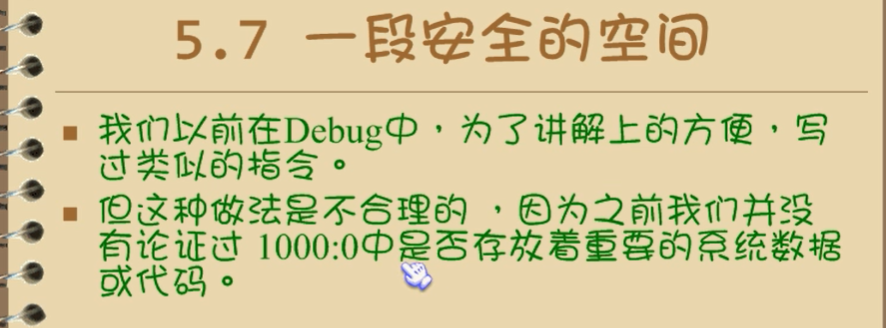 5.7 一段安全的空间
我们以前在Debug中，为了讲解上的方便，写
过类似的指令。
但这种做法是不合理的 ，因为之前我们并没
有论证过 1000:0中是否存放着重要的系统数据
或代码。